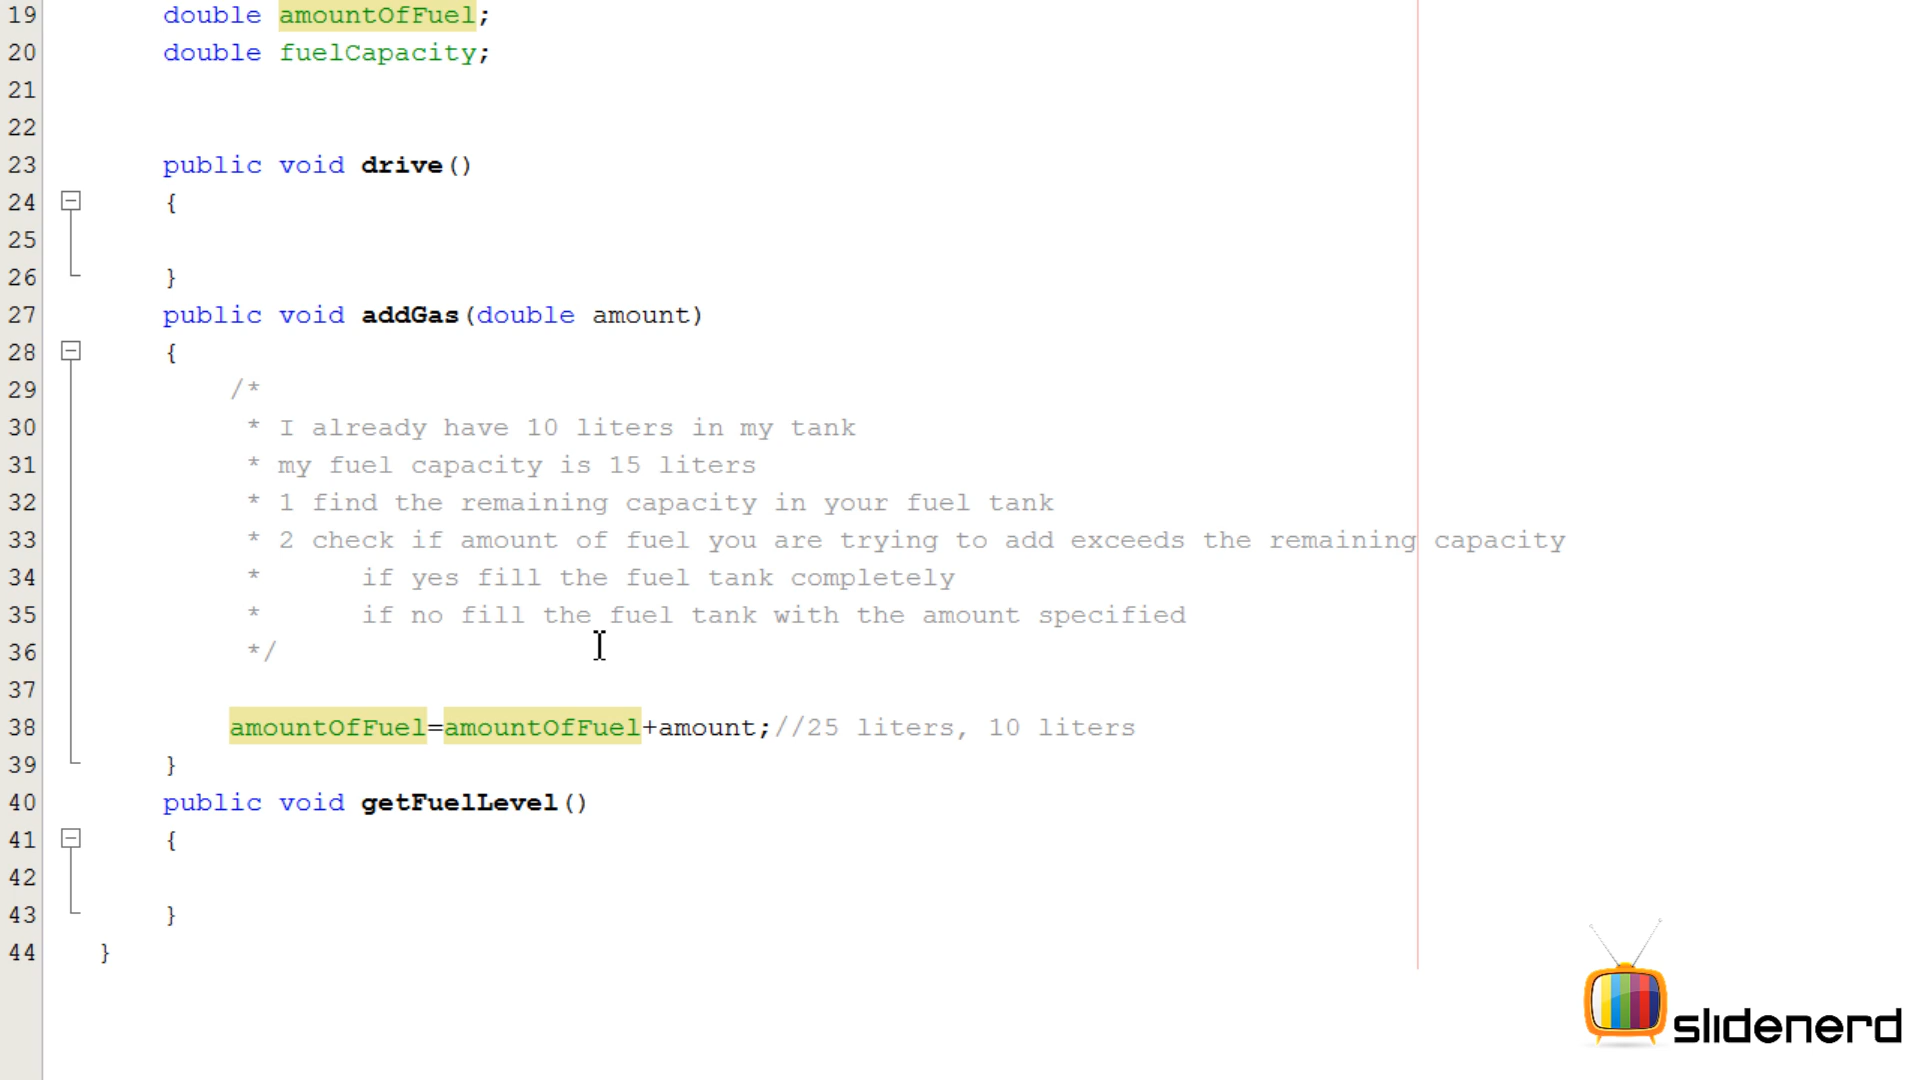 19 double amountOfFuel;
20 double fuelCapacity;
21
22
23 public void drive()
24 {
25
26 }
27 public void addGas(double amount)
28 {
29 /*
30 * I already have 10 liters in my tank
31 * my fuel capacity is 15 liters
32 * 1 find the remaining capacity in your fuel tank
33 * 2 check if amount of fuel you are trying to add exceeds the remaining capacity
34 * if yes fill the fuel tank completely
35 * if no fill the fuel tank with the amount specified
36 */
37
38 amountOfFuel=amountOfFuel+amount;//25 liters, 10 liters
39 }
40 public void getFuelLevel()
41 {
42
43 }
44 }
slidenerd